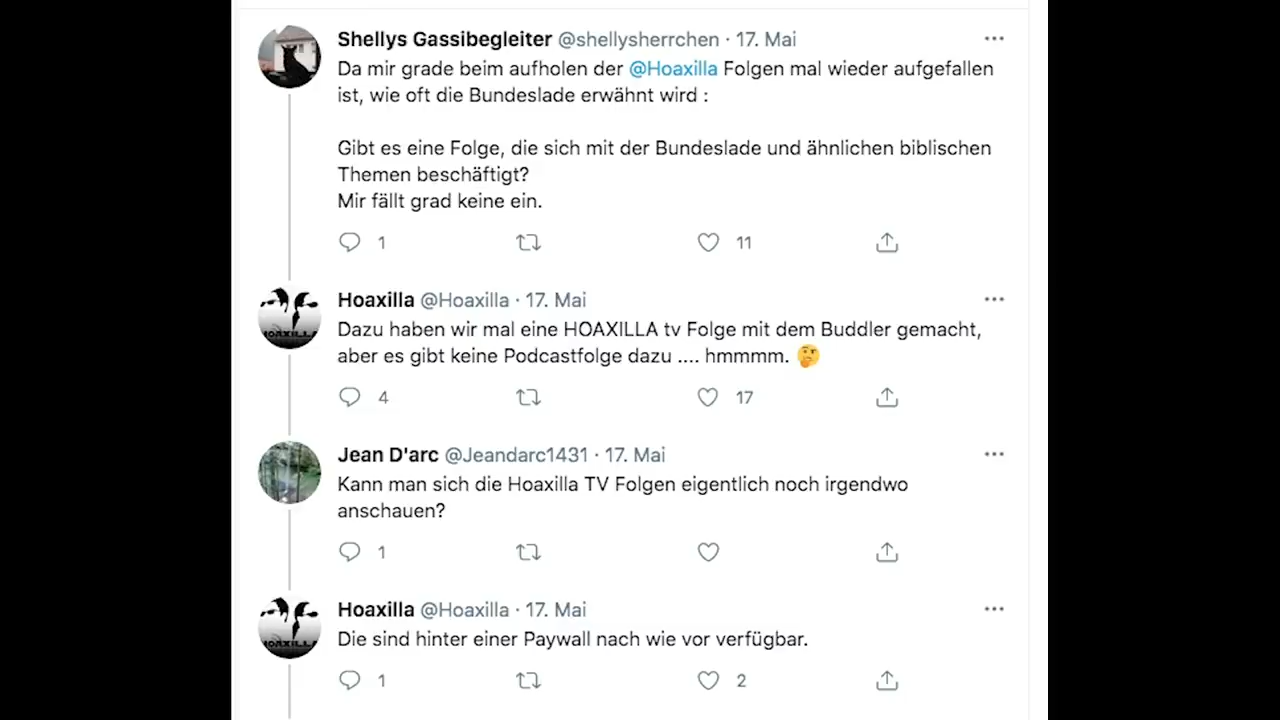 Shellys Gassibegleiter @shellysherrchen · 17. Mai
Da mir grade beim aufholen der @Hoaxilla Folgen mal wieder aufgefallen
ist, wie oft die Bundeslade erwähnt wird :
Gibt es eine Folge, die sich mit der Bundeslade und ähnlichen biblischen
Themen beschäftigt?
Mir fällt grad keine ein.
1 11
Hoaxilla @Hoaxilla · 17. Mai
Dazu haben wir mal eine HOAXILLA tv Folge mit dem Buddler gemacht,
aber es gibt keine Podcastfolge dazu .... hmmmm. 🤔
4 17
Jean D'arc @Jeandarc1431 · 17. Mai
Kann man sich die Hoaxilla TV Folgen eigentlich noch irgendwo
anschauen?
1
Hoaxilla @Hoaxilla · 17. Mai
Die sind hinter einer Paywall nach wie vor verfügbar.
1 2